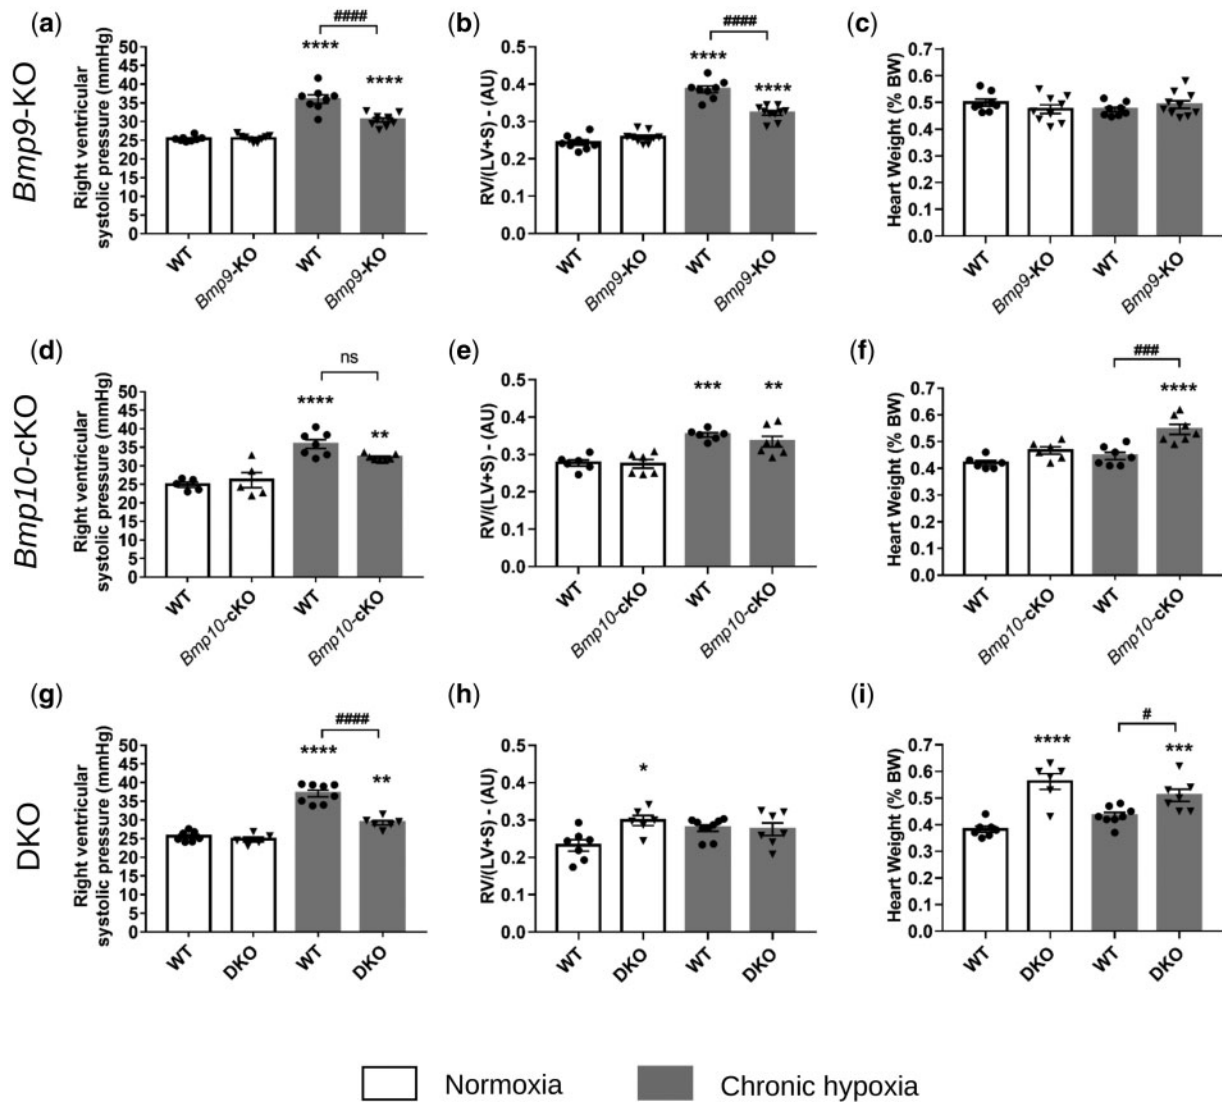 Bmp9-KO
(a)
Right ventricular
systolic pressure (mmHg)
50
45
40
35
30
25
20
15
10
5
0
####
****
****
WT
Bmp9-KO
WT
Bmp9-KO
(b)
RV/(LV+S) - (AU)
0.5
0.4
0.3
0.2
0.1
0.0
####
****
****
WT
Bmp9-KO
WT
Bmp9-KO
(c)
Heart Weight (% BW)
0.7
0.6
0.5
0.4
0.3
0.2
0.1
0.0
WT
Bmp9-KO
WT
Bmp9-KO
Bmp10-cKO
(d)
Right ventricular
systolic pressure (mmHg)
50
45
40
35
30
25
20
15
10
5
0
ns
****
**
WT
Bmp10-cKO
WT
Bmp10-cKO
(e)
RV/(LV+S) - (AU)
0.5
0.4
0.3
0.2
0.1
0.0
***
**
WT
Bmp10-cKO
WT
Bmp10-cKO
(f)
Heart Weight (% BW)
0.7
0.6
0.5
0.4
0.3
0.2
0.1
0.0
###
****
WT
Bmp10-cKO
WT
Bmp10-cKO
DKO
(g)
Right ventricular
systolic pressure (mmHg)
50
45
40
35
30
25
20
15
10
5
0
####
****
**
WT
DKO
WT
DKO
(h)
RV/(LV+S) - (AU)
0.5
0.4
0.3
0.2
0.1
0.0
*
WT
DKO
WT
DKO
(i)
Heart Weight (% BW)
0.7
0.6
0.5
0.4
0.3
0.2
0.1
0.0
****
#
***
WT
DKO
WT
DKO
Normoxia
Chronic hypoxia